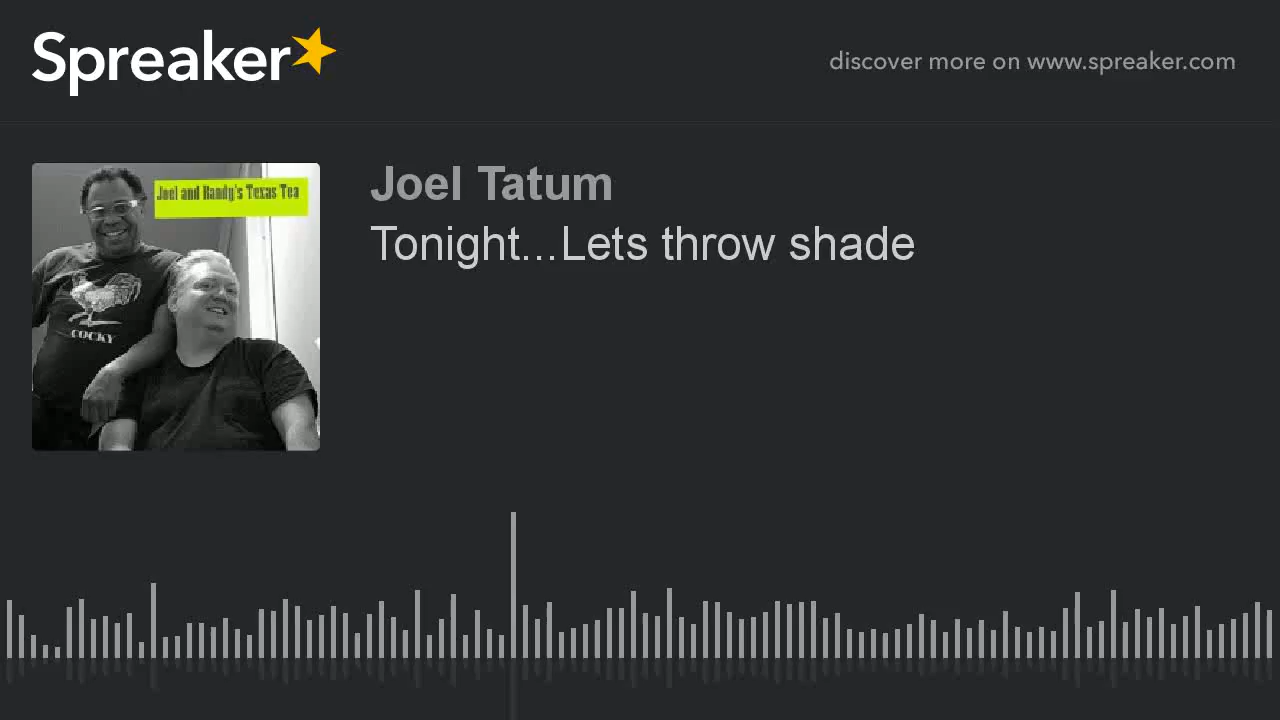 Spreaker
discover more on www.spreaker.com
Joel and Randy's Texas Tea
COCKY
Joel Tatum
Tonight...Lets throw shade